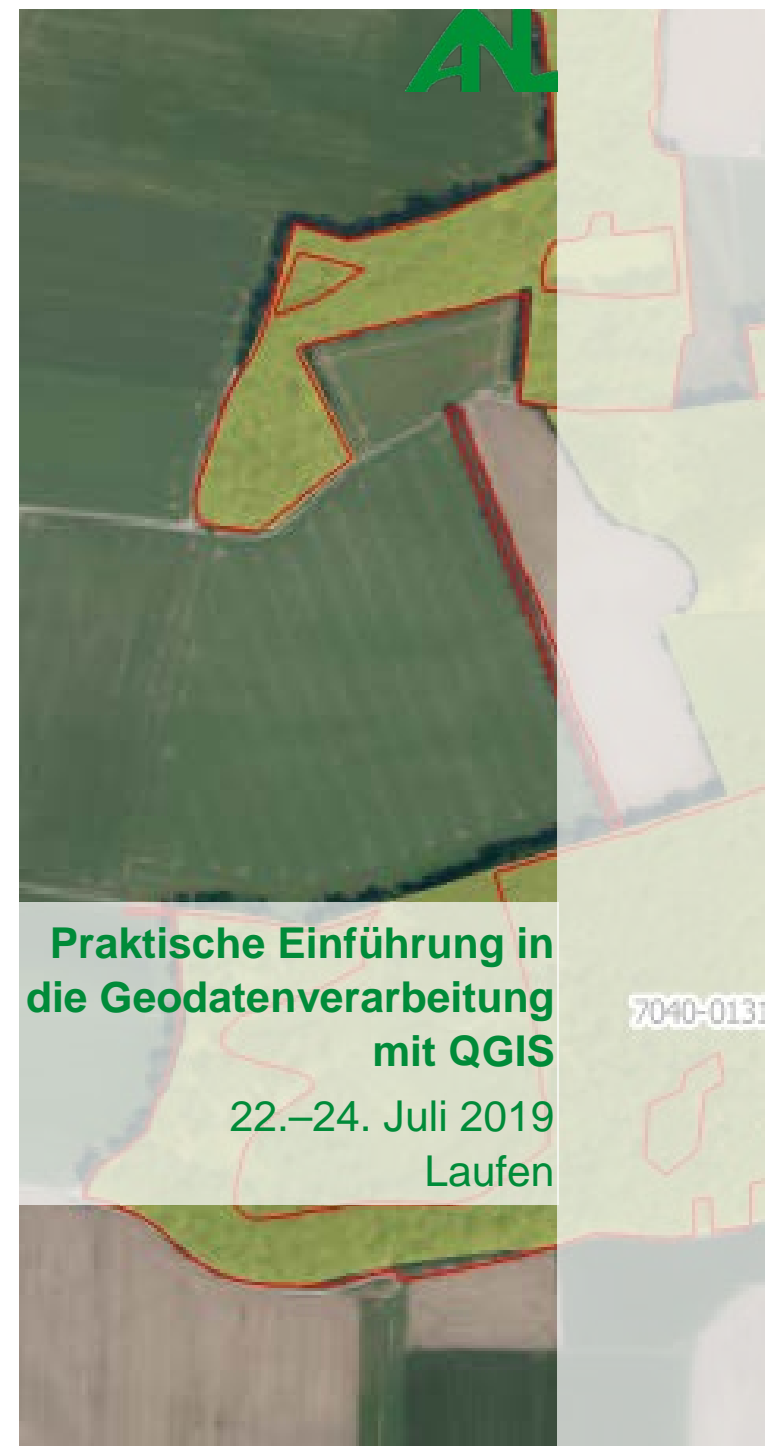 ANL
Praktische Einführung in
die Geodatenverarbeitung
mit QGIS
7040-0131
22.–24. Juli 2019
Laufen